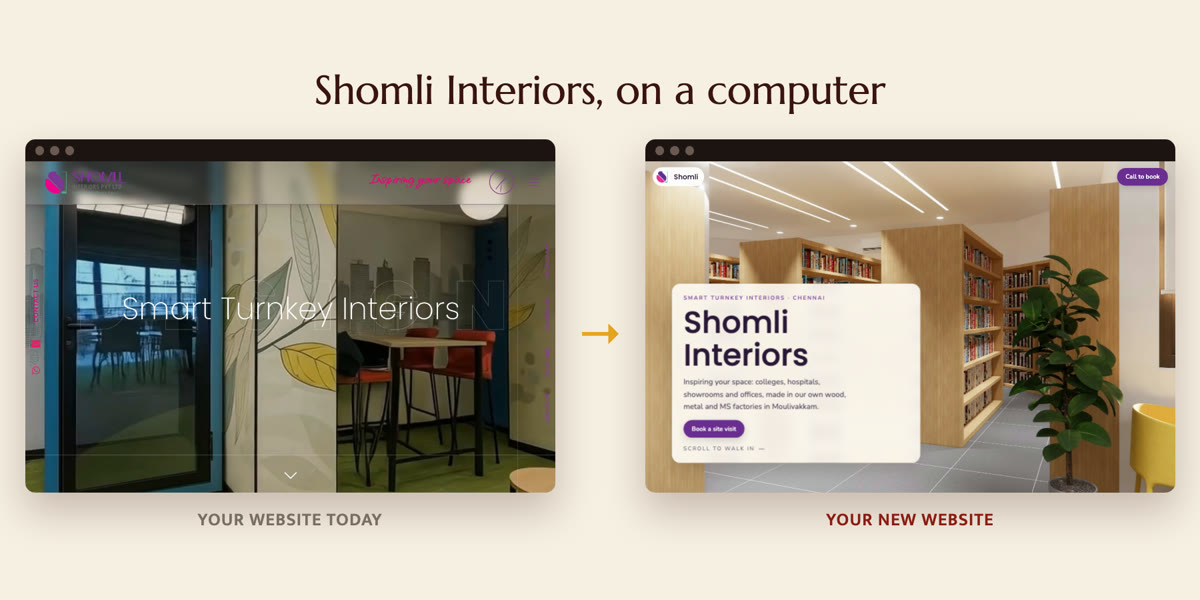 Shomli Interiors, on a computer
SHOMLI
Inspiring your space
Smart Turnkey Interiors
YOUR WEBSITE TODAY
Shomli
Call to book
SMART TURNKEY INTERIORS · CHENNAI
Shomli
Interiors
Inspiring your space: colleges, hospitals,
showrooms and offices, made in our own wood,
metal and MS factories in Moulivakkam.
Book a site visit
SCROLL TO WALK IN —
YOUR NEW WEBSITE